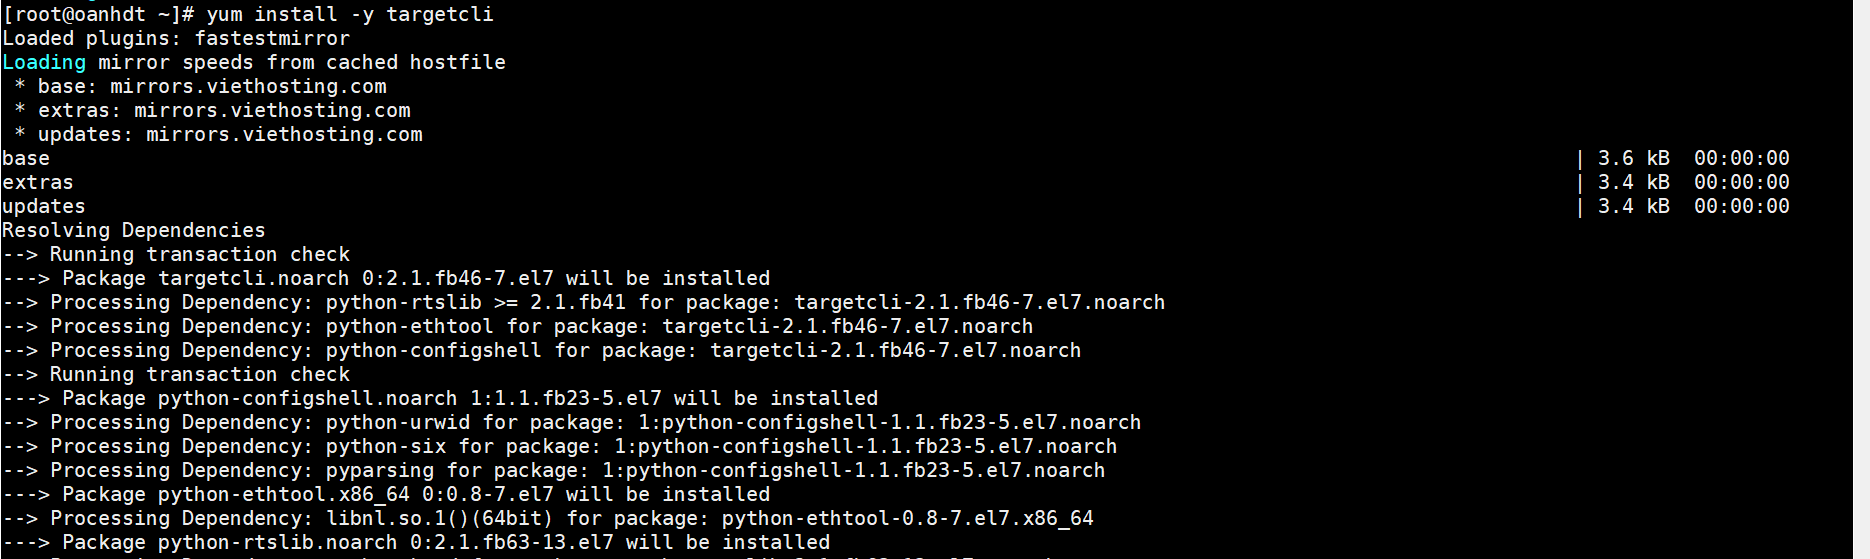 [root@oanhdt ~]# yum install -y targetcli
Loaded plugins: fastestmirror
Loading mirror speeds from cached hostfile
 * base: mirrors.viethosting.com
 * extras: mirrors.viethosting.com
 * updates: mirrors.viethosting.com
base | 3.6 kB 00:00:00
extras | 3.4 kB 00:00:00
updates | 3.4 kB 00:00:00
Resolving Dependencies
--> Running transaction check
---> Package targetcli.noarch 0:2.1.fb46-7.el7 will be installed
--> Processing Dependency: python-rtslib >= 2.1.fb41 for package: targetcli-2.1.fb46-7.el7.noarch
--> Processing Dependency: python-ethtool for package: targetcli-2.1.fb46-7.el7.noarch
--> Processing Dependency: python-configshell for package: targetcli-2.1.fb46-7.el7.noarch
--> Running transaction check
---> Package python-configshell.noarch 1:1.1.fb23-5.el7 will be installed
--> Processing Dependency: python-urwid for package: 1:python-configshell-1.1.fb23-5.el7.noarch
--> Processing Dependency: python-six for package: 1:python-configshell-1.1.fb23-5.el7.noarch
--> Processing Dependency: pyparsing for package: 1:python-configshell-1.1.fb23-5.el7.noarch
---> Package python-ethtool.x86_64 0:0.8-7.el7 will be installed
--> Processing Dependency: libnl.so.1()(64bit) for package: python-ethtool-0.8-7.el7.x86_64
---> Package python-rtslib.noarch 0:2.1.fb63-13.el7 will be installed